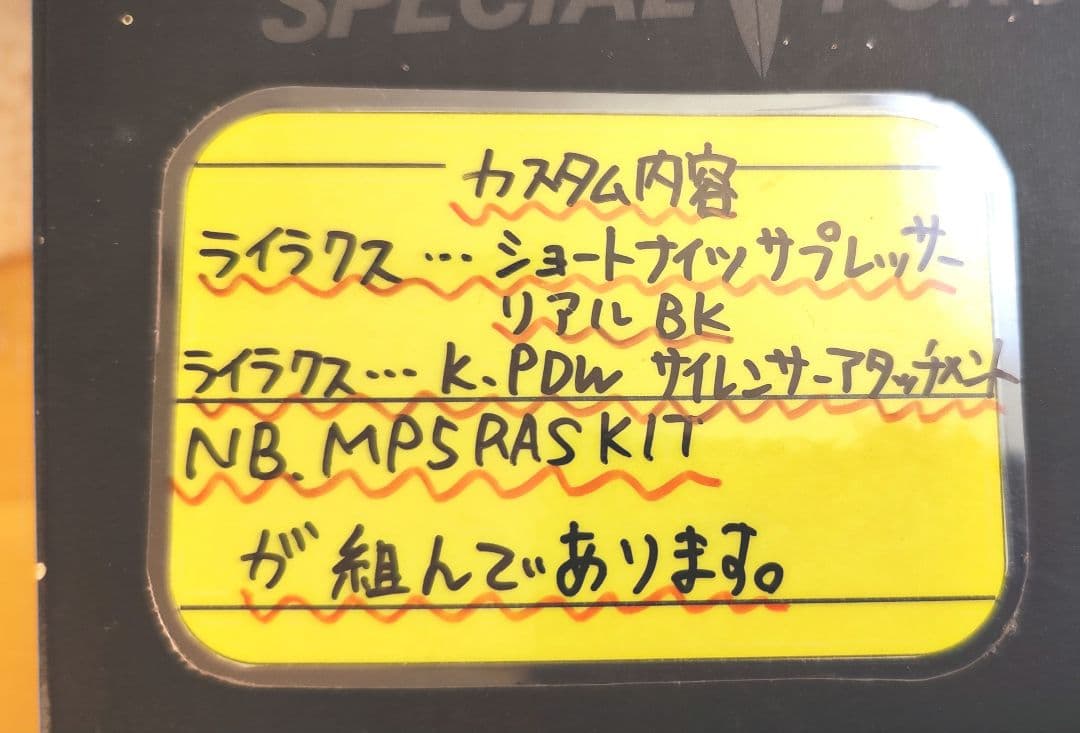 SPECIAL
カスタム内容
ライラクス…ショートナイツサプレッサー
リアルBK
ライラクス…K.PDW サイレンサーアタッチメント
NB.MP5RASKIT
が組んであります。